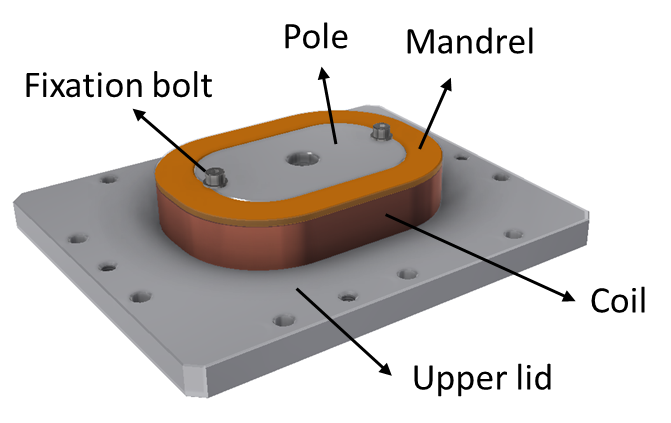 Pole
Mandrel
Fixation bolt
Coil
Upper lid